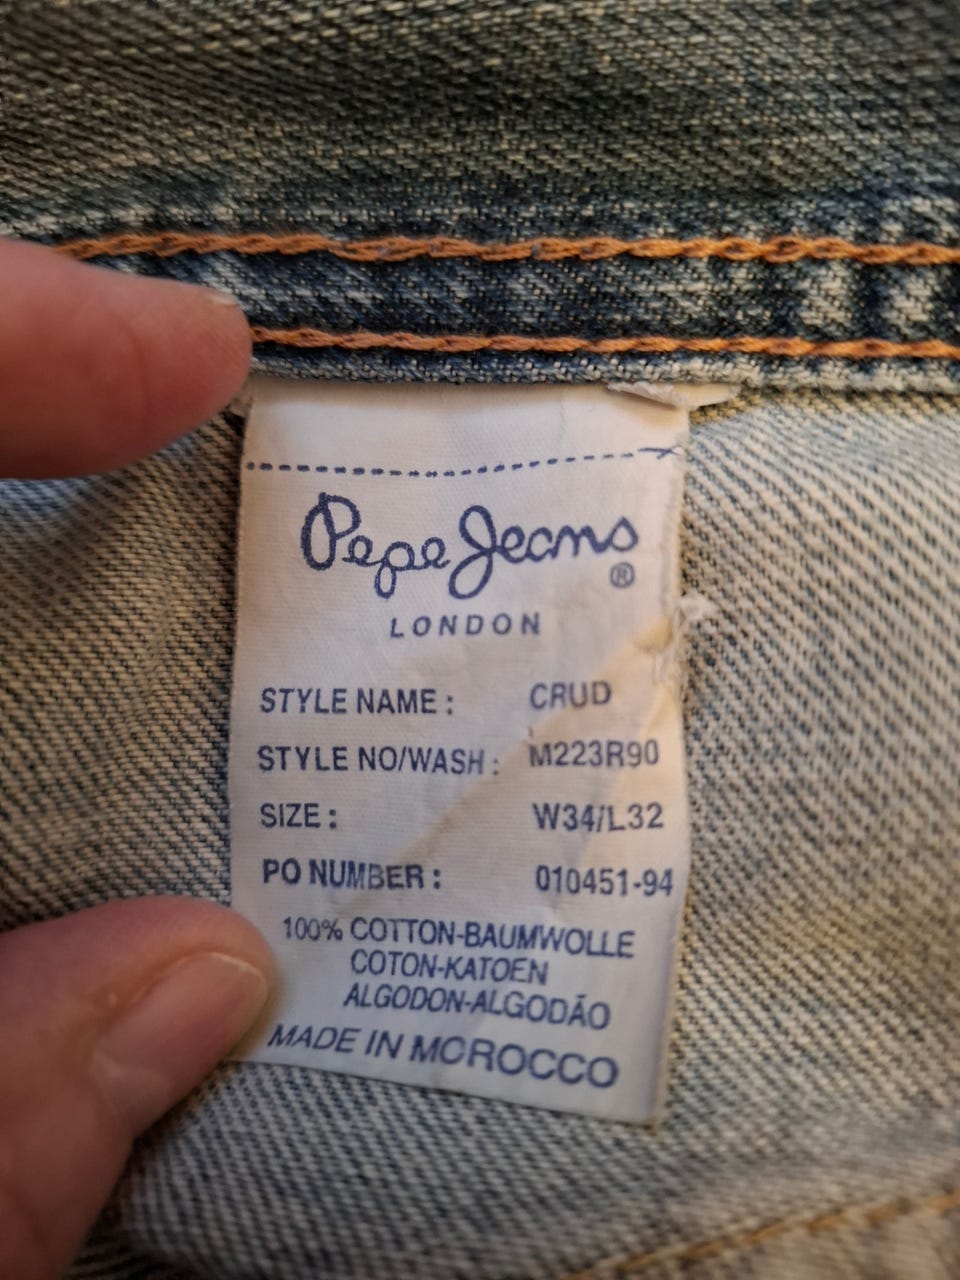 Pepe Jeans
®
LONDON
STYLE NAME : CRUD
STYLE NO/WASH : M223R90
SIZE : W34/L32
PO NUMBER : 010451-94
100% COTTON-BAUMWOLLE
COTON-KATOEN
ALGODON-ALGODÃO
MADE IN MOROCCO